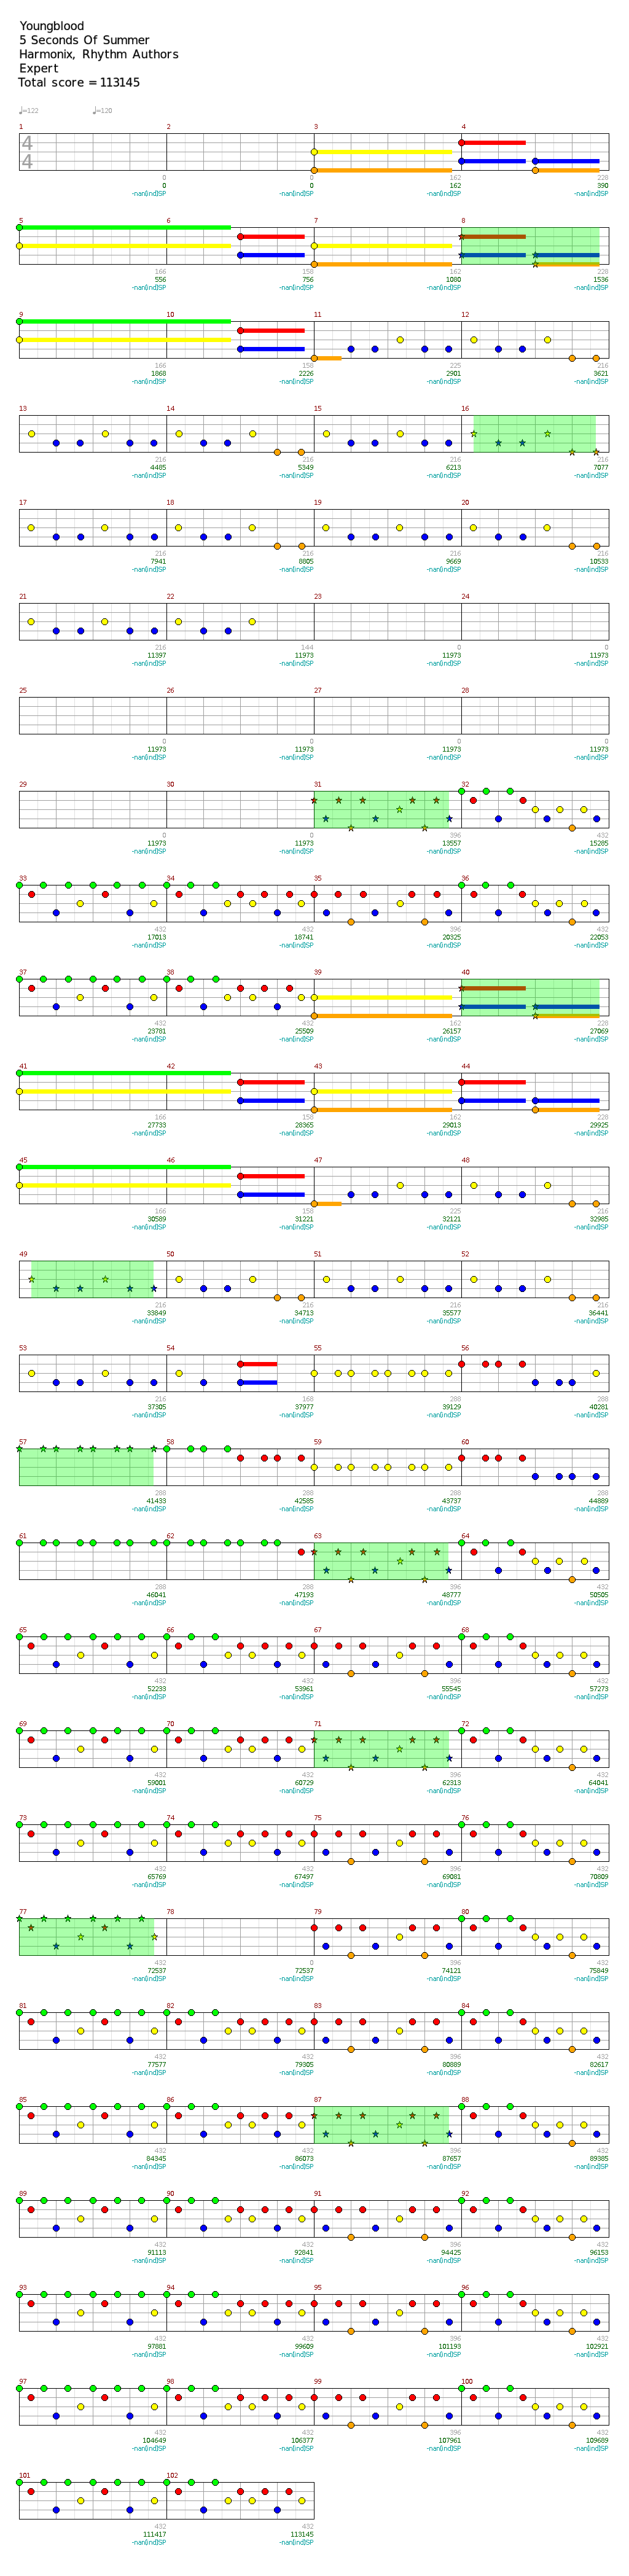 Youngblood
5 Seconds Of Summer
Harmonix, Rhythm Authors
Expert
Total score = 113145
♩=122 ♩=120
1 2 3 4
4
4
0 0 162 228
0 0 162 390
-nan(ind)SP -nan(ind)SP -nan(ind)SP -nan(ind)SP
5 6 7 8
166 158 162 228
556 756 1080 1536
-nan(ind)SP -nan(ind)SP -nan(ind)SP -nan(ind)SP
9 10 11 12
166 158 225 216
1868 2226 2901 3621
-nan(ind)SP -nan(ind)SP -nan(ind)SP -nan(ind)SP
13 14 15 16
216 216 216 216
4485 5349 6213 7077
-nan(ind)SP -nan(ind)SP -nan(ind)SP -nan(ind)SP
17 18 19 20
216 216 216 216
7941 8805 9669 10533
-nan(ind)SP -nan(ind)SP -nan(ind)SP -nan(ind)SP
21 22 23 24
216 144 0 0
11397 11973 11973 11973
-nan(ind)SP -nan(ind)SP -nan(ind)SP -nan(ind)SP
25 26 27 28
0 0 0 0
11973 11973 11973 11973
-nan(ind)SP -nan(ind)SP -nan(ind)SP -nan(ind)SP
29 30 31 32
0 0 396 432
11973 11973 13557 15285
-nan(ind)SP -nan(ind)SP -nan(ind)SP -nan(ind)SP
33 34 35 36
432 432 396 432
17013 18741 20325 22053
-nan(ind)SP -nan(ind)SP -nan(ind)SP -nan(ind)SP
37 38 39 40
432 432 162 228
23781 25509 26157 27069
-nan(ind)SP -nan(ind)SP -nan(ind)SP -nan(ind)SP
41 42 43 44
166 158 162 228
27733 28365 29013 29925
-nan(ind)SP -nan(ind)SP -nan(ind)SP -nan(ind)SP
45 46 47 48
166 158 225 216
30589 31221 32121 32985
-nan(ind)SP -nan(ind)SP -nan(ind)SP -nan(ind)SP
49 50 51 52
216 216 216 216
33849 34713 35577 36441
-nan(ind)SP -nan(ind)SP -nan(ind)SP -nan(ind)SP
53 54 55 56
216 168 288 288
37305 37977 39129 40281
-nan(ind)SP -nan(ind)SP -nan(ind)SP -nan(ind)SP
57 58 59 60
288 288 288 288
41433 42585 43737 44889
-nan(ind)SP -nan(ind)SP -nan(ind)SP -nan(ind)SP
61 62 63 64
288 288 396 432
46041 47193 48777 50505
-nan(ind)SP -nan(ind)SP -nan(ind)SP -nan(ind)SP
65 66 67 68
432 432 396 432
52233 53961 55545 57273
-nan(ind)SP -nan(ind)SP -nan(ind)SP -nan(ind)SP
69 70 71 72
432 432 396 432
59001 60729 62313 64041
-nan(ind)SP -nan(ind)SP -nan(ind)SP -nan(ind)SP
73 74 75 76
432 432 396 432
65769 67497 69081 70809
-nan(ind)SP -nan(ind)SP -nan(ind)SP -nan(ind)SP
77 78 79 80
432 0 396 432
72537 72537 74121 75849
-nan(ind)SP -nan(ind)SP -nan(ind)SP -nan(ind)SP
81 82 83 84
432 432 396 432
77577 79305 80889 82617
-nan(ind)SP -nan(ind)SP -nan(ind)SP -nan(ind)SP
85 86 87 88
432 432 396 432
84345 86073 87657 89385
-nan(ind)SP -nan(ind)SP -nan(ind)SP -nan(ind)SP
89 90 91 92
432 432 396 432
91113 92841 94425 96153
-nan(ind)SP -nan(ind)SP -nan(ind)SP -nan(ind)SP
93 94 95 96
432 432 396 432
97881 99609 101193 102921
-nan(ind)SP -nan(ind)SP -nan(ind)SP -nan(ind)SP
97 98 99 100
432 432 396 432
104649 106377 107961 109689
-nan(ind)SP -nan(ind)SP -nan(ind)SP -nan(ind)SP
101 102
432 432
111417 113145
-nan(ind)SP -nan(ind)SP